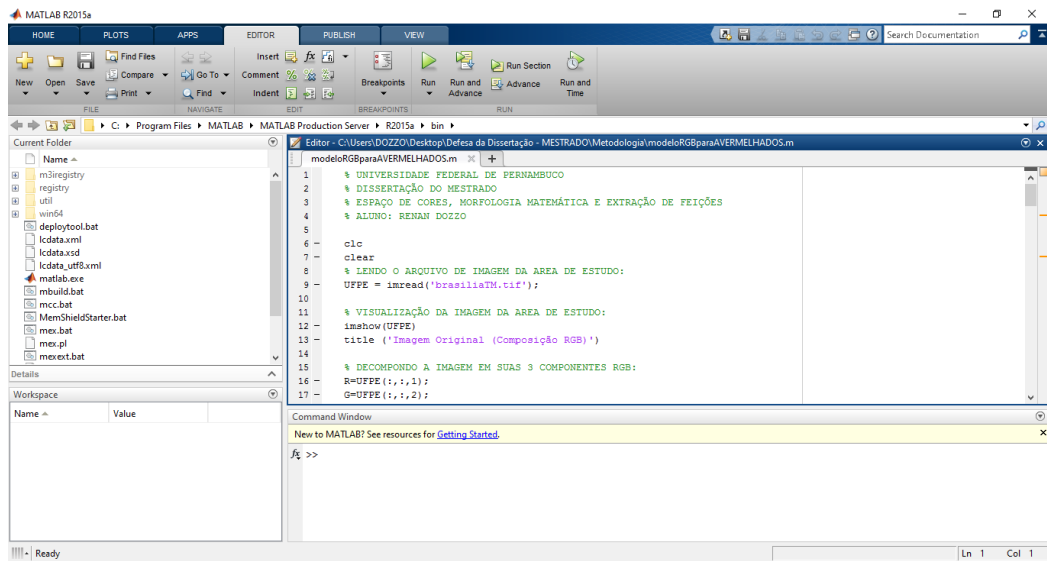 MATLAB R2015a
HOME PLOTS APPS EDITOR PUBLISH VIEW Search Documentation
New Open Save Find Files Compare Print
Go To Find
Insert Comment Indent
Breakpoints Run Run and Advance Run Section Advance Run and Time
FILE NAVIGATE EDIT BREAKPOINTS RUN
C: Program Files MATLAB MATLAB Production Server R2015a bin
Current Folder
Name
m3iregistry
registry
util
win64
deploytool.bat
lcdata.xml
lcdata.xsd
lcdata_utf8.xml
matlab.exe
mbuild.bat
mcc.bat
MemShieldStarter.bat
mex.bat
mex.pl
mexext.bat
Details
Workspace
Name Value
Editor - C:\Users\DOZZO\Desktop\Defesa da Dissertação - MESTRADO\Metodologia\modeloRGBparaAVERMELHADOS.m
modeloRGBparaAVERMELHADOS.m
1 % UNIVERSIDADE FEDERAL DE PERNAMBUCO
2 % DISSERTAÇÃO DO MESTRADO
3 % ESPAÇO DE CORES, MORFOLOGIA MATEMÁTICA E EXTRAÇÃO DE FEIÇÕES
4 % ALUNO: RENAN DOZZO
5
6 – clc
7 – clear
8 % LENDO O ARQUIVO DE IMAGEM DA AREA DE ESTUDO:
9 – UFPE = imread('brasiliaTM.tif');
10
11 % VISUALIZAÇÃO DA IMAGEM DA AREA DE ESTUDO:
12 – imshow(UFPE)
13 – title ('Imagem Original (Composição RGB)')
14
15 % DECOMPONDO A IMAGEM EM SUAS 3 COMPONENTES RGB:
16 – R=UFPE(:,:,1);
17 – G=UFPE(:,:,2);
Command Window
New to MATLAB? See resources for Getting Started.
fx >>
Ready
Ln 1 Col 1